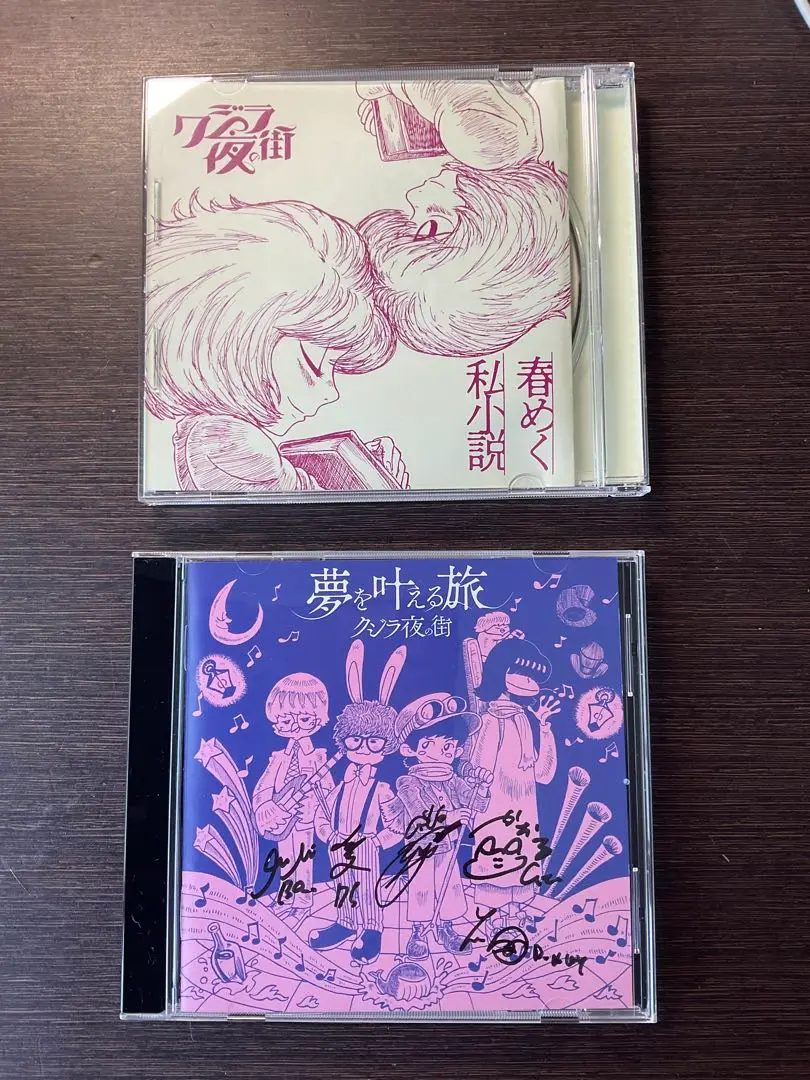 クジラ
夜の街
春めく
私小説
夢を叶える旅
クジラ夜の街